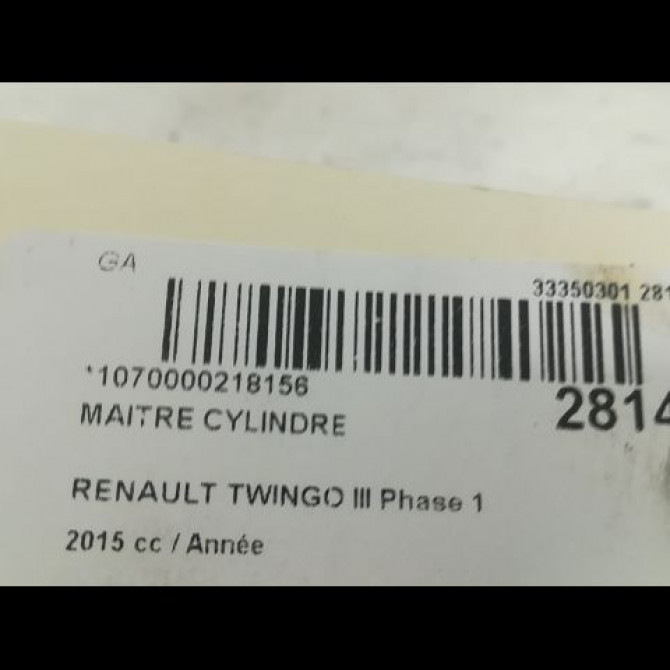 GA
33350301 281
*1070000218156
2814
MAITRE CYLINDRE
RENAULT TWINGO III Phase 1
2015 cc / Année